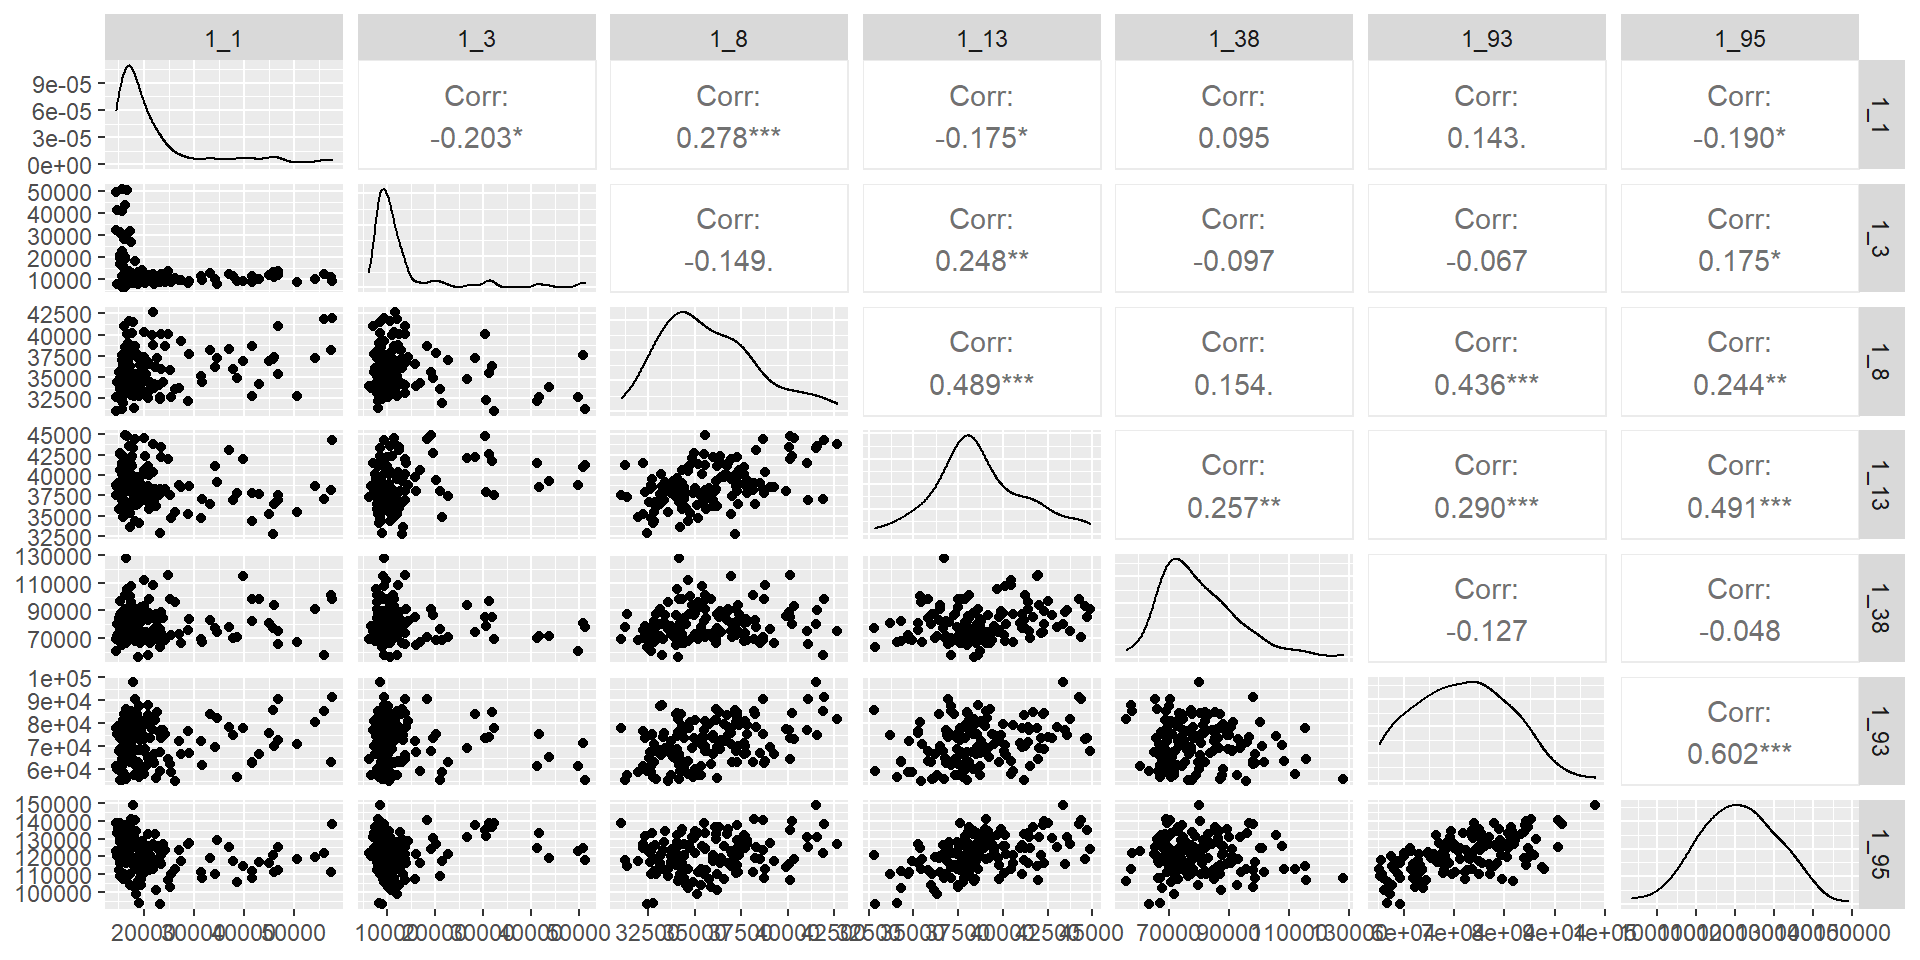 1_1
1_3
1_8
1_13
1_38
1_93
1_95
9e-05
6e-05
3e-05
0e+00
Corr:
-0.203*
Corr:
0.278***
Corr:
-0.175*
Corr:
0.095
Corr:
0.143.
Corr:
-0.190*
1_1
50000
40000
30000
20000
10000
Corr:
-0.149.
Corr:
0.248**
Corr:
-0.097
Corr:
-0.067
Corr:
0.175*
1_3
42500
40000
37500
35000
32500
Corr:
0.489***
Corr:
0.154.
Corr:
0.436***
Corr:
0.244**
1_8
45000
42500
40000
37500
35000
32500
Corr:
0.257**
Corr:
0.290***
Corr:
0.491***
1_13
130000
110000
90000
70000
Corr:
-0.127
Corr:
-0.048
1_38
1e+05
9e+04
8e+04
7e+04
6e+04
Corr:
0.602***
1_93
150000
140000
130000
120000
110000
100000
1_95
20000 30000 40000 50000
10000 20000 30000 40000 50000
32500 35000 37500 40000 42500
32500 35000 37500 40000 42500 45000
70000 90000 110000 130000
6e+04 7e+04 8e+04 9e+04 1e+05
100000 110000 120000 130000 140000 150000